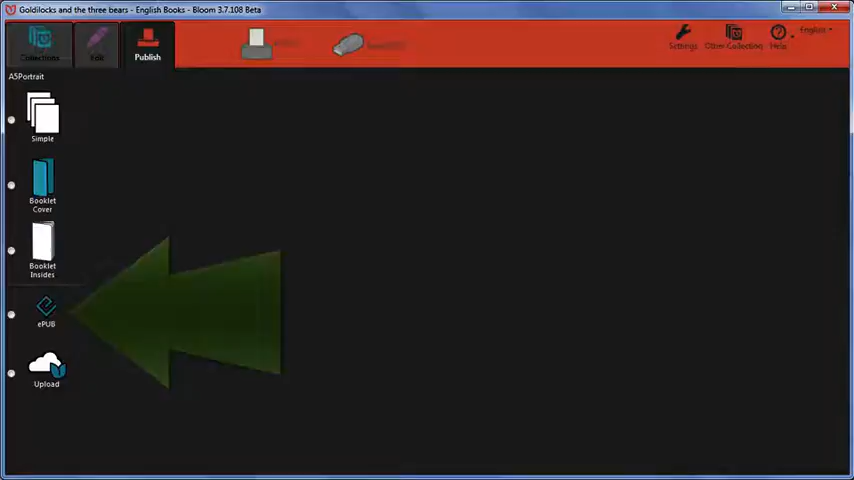 Goldilocks and the three bears - English Books - Bloom 3.7.108 Beta
Collections
Edit
Publish
Settings
Other Collection
Help
English
A5Portrait
Simple
Booklet
Cover
Booklet
Insides
ePUB
Upload